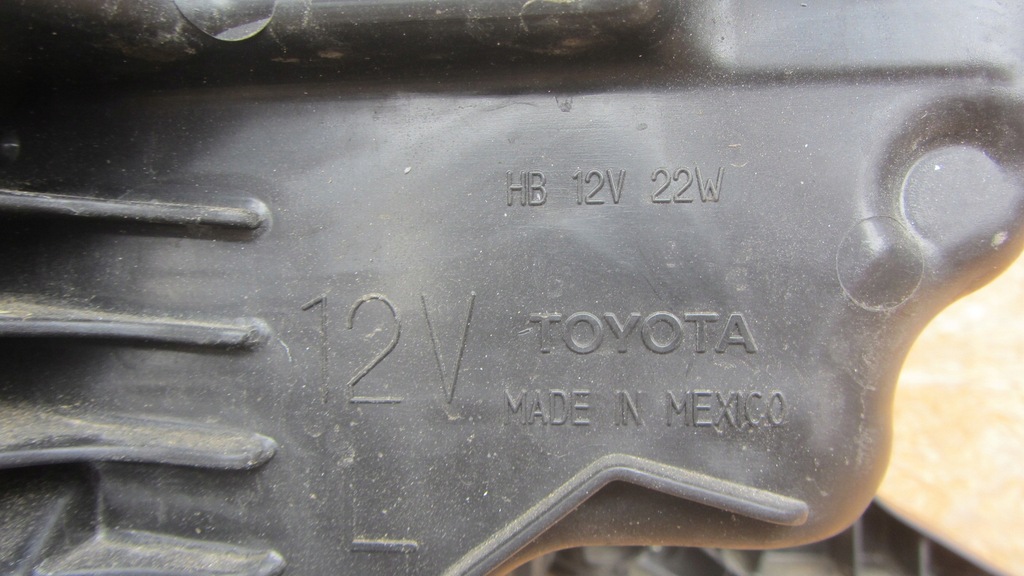 HB 12V 22W
12V
TOYOTA
MADE IN MEXICO
L